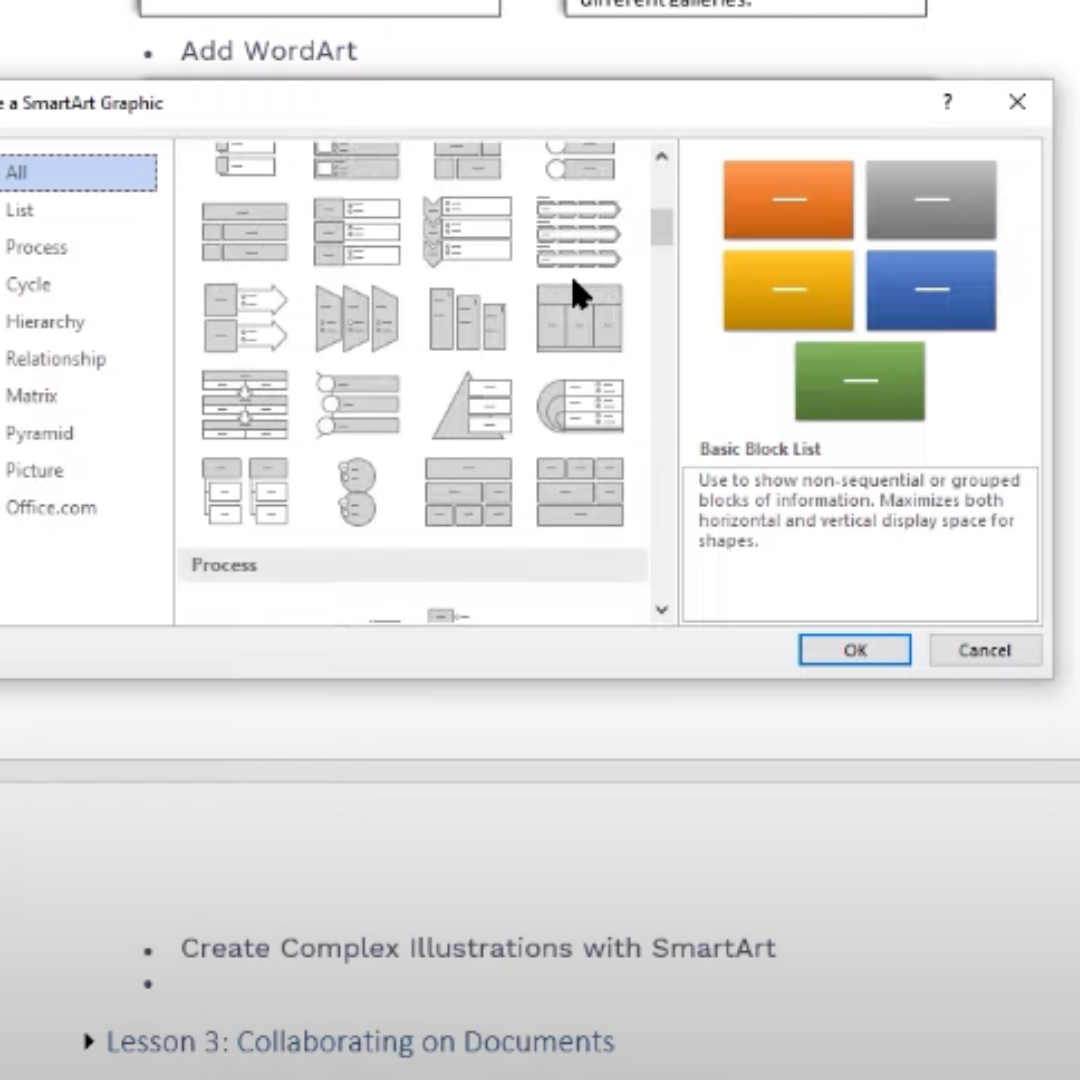 different galleries.
Add WordArt
a SmartArt Graphic
?
All
List
Process
Cycle
Hierarchy
Relationship
Matrix
Pyramid
Picture
Office.com
Process
Basic Block List
Use to show non-sequential or grouped
blocks of information. Maximizes both
horizontal and vertical display space for
shapes.
OK
Cancel
Create Complex Illustrations with SmartArt
Lesson 3: Collaborating on Documents